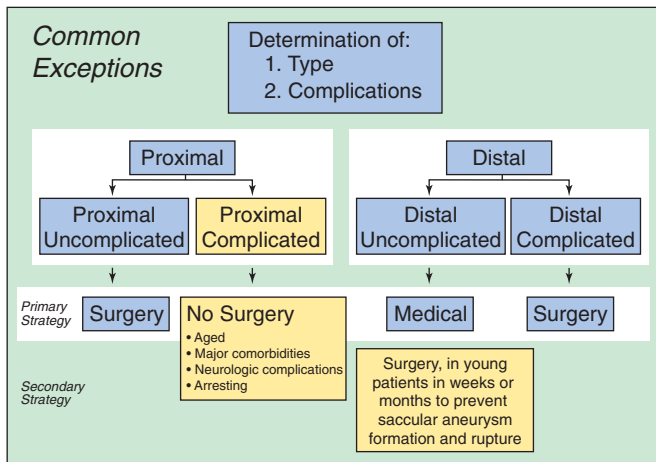 Common
Exceptions
Determination of:
1. Type
2. Complications
Proximal
Distal
Proximal
Uncomplicated
Proximal
Complicated
Distal
Uncomplicated
Distal
Complicated
Primary
Strategy
Surgery
No Surgery
• Aged
• Major comorbidities
• Neurologic complications
• Arresting
Medical
Surgery
Secondary
Strategy
Surgery, in young
patients in weeks or
months to prevent
saccular aneurysm
formation and rupture